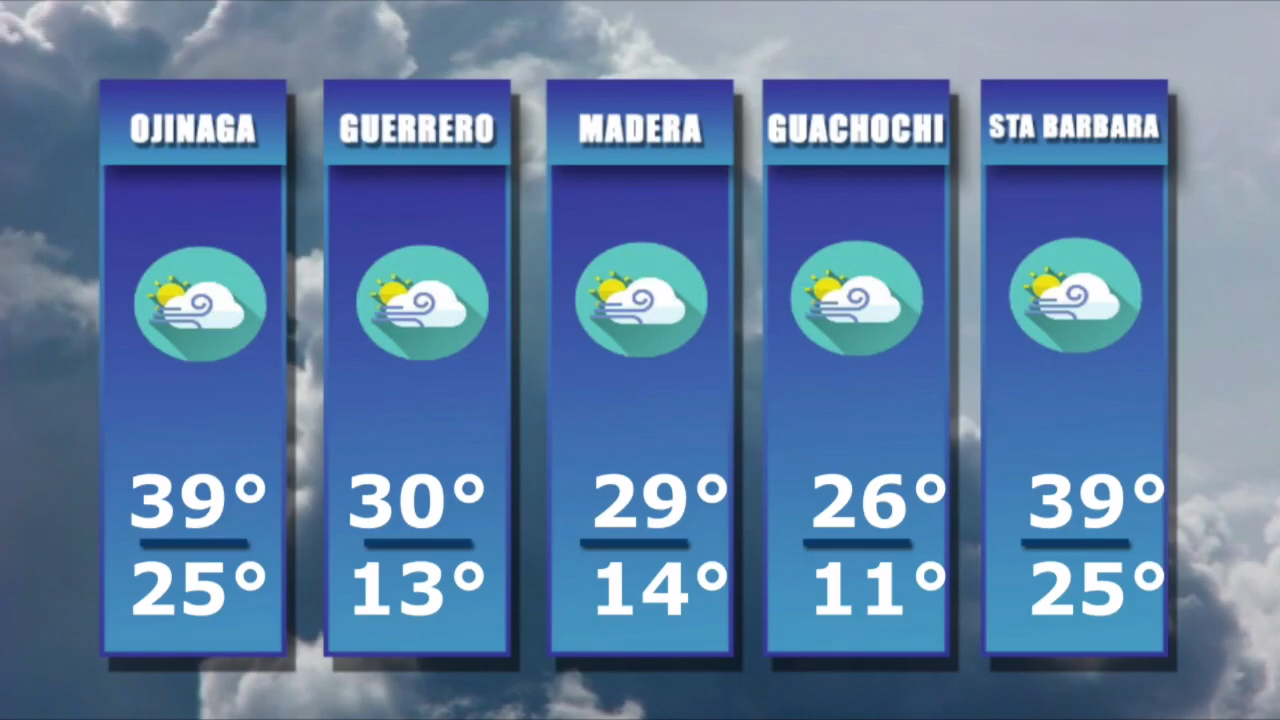 OJINAGA
39°
25°
GUERRERO
30°
13°
MADERA
29°
14°
GUACHOCHI
26°
11°
STA BARBARA
39°
25°